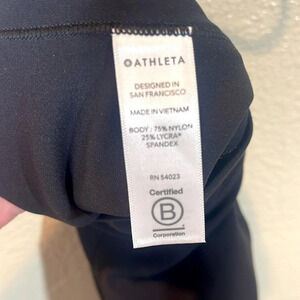 ATHLETA
DESIGNED IN
SAN FRANCISCO
MADE IN VIETNAM
BODY : 75% NYLON
25% LYCRA®
SPANDEX
RN 54023
Certified
B
Corporation